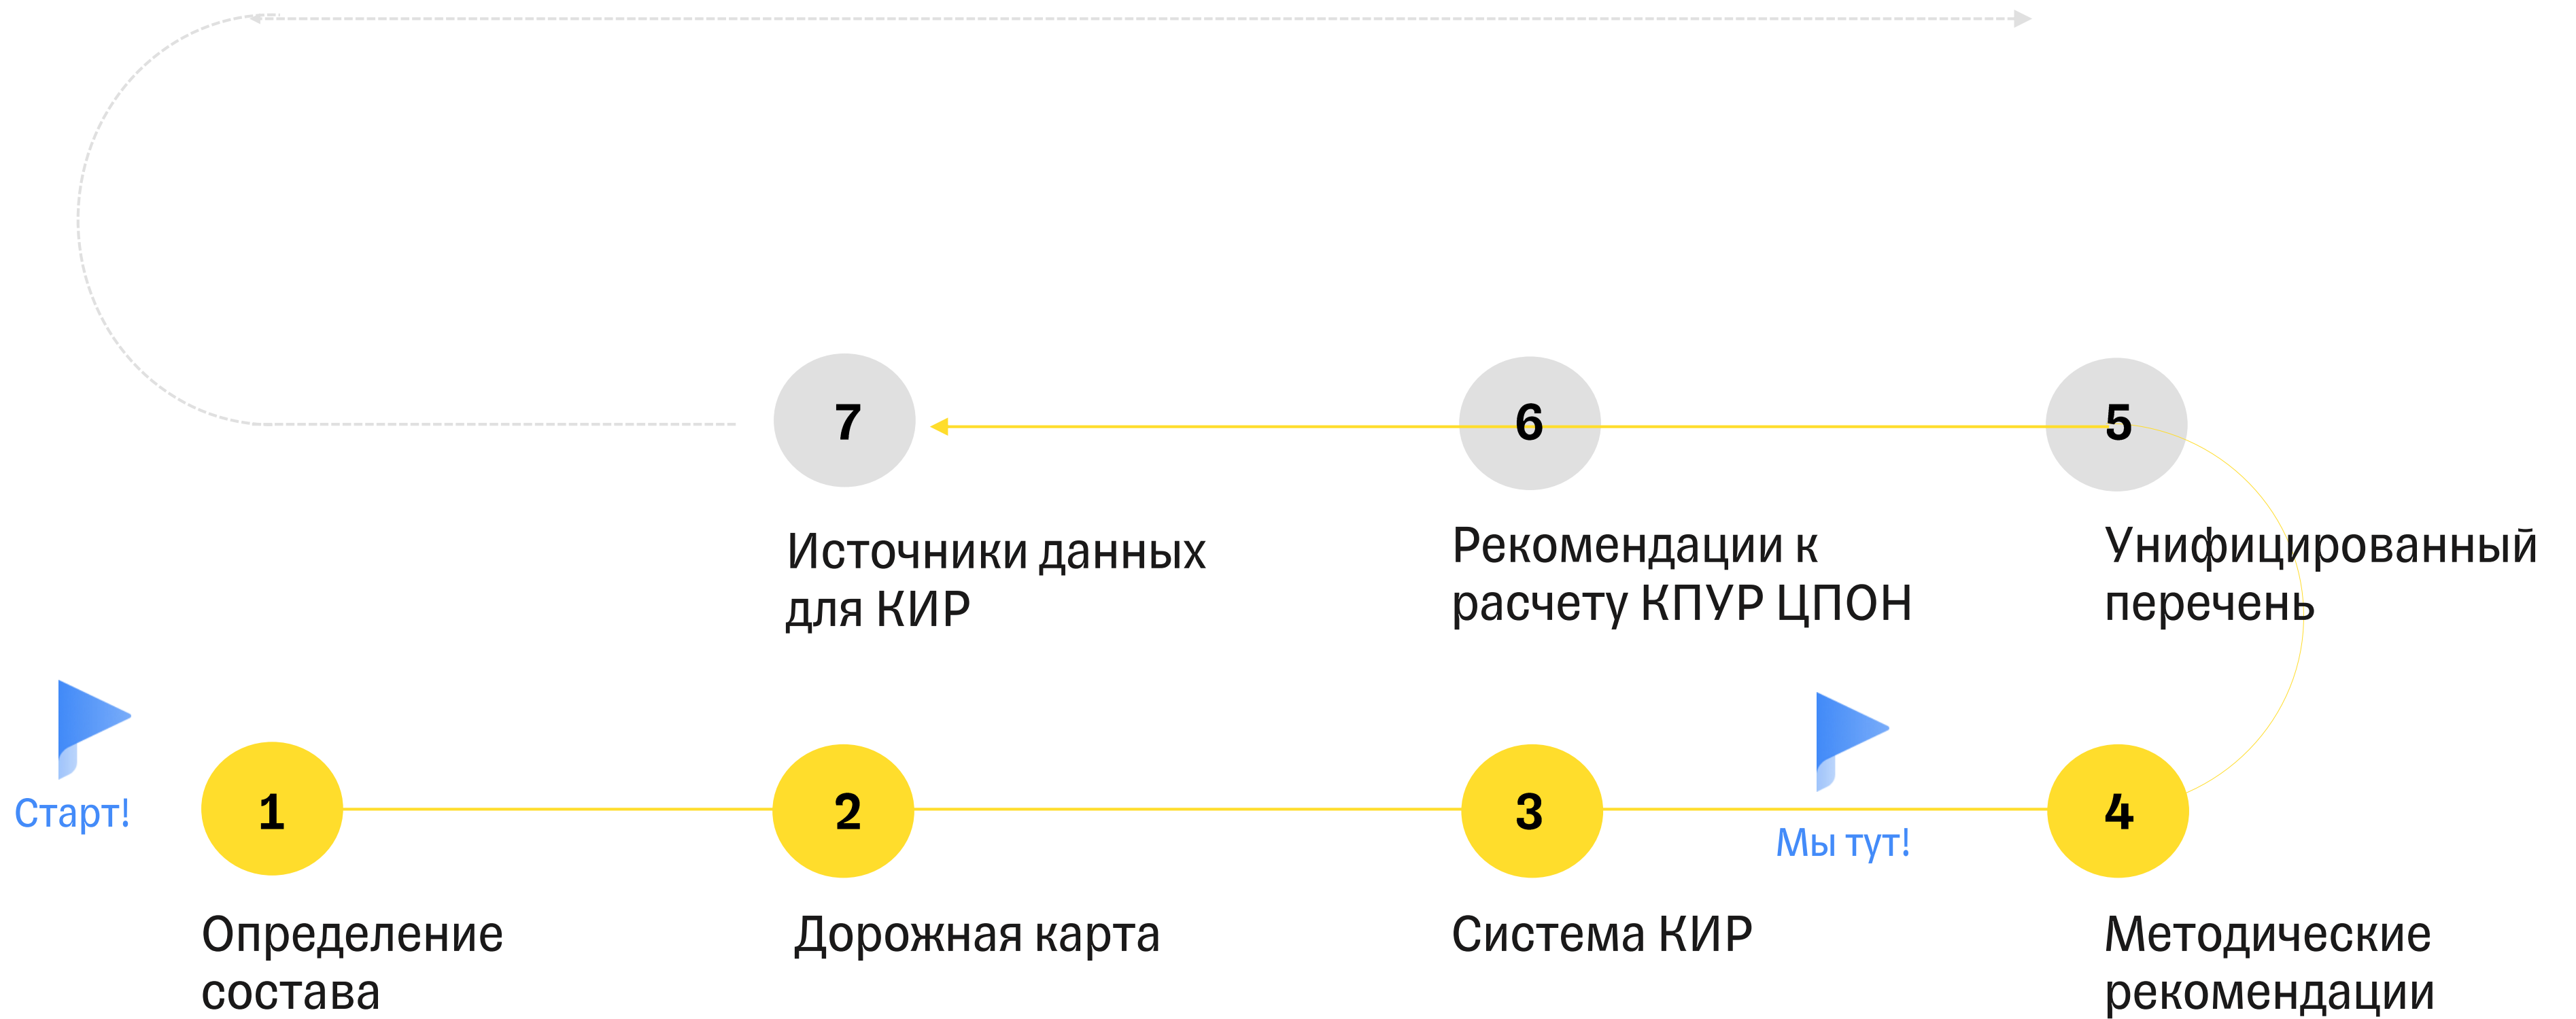 7
6
5
Источники данных
для КИР
Рекомендации к
расчету КПУР ЦПОН
Унифицированный
перечень
Старт!
1
2
3
Мы тут!
4
Определение
состава
Дорожная карта
Система КИР
Методические
рекомендации